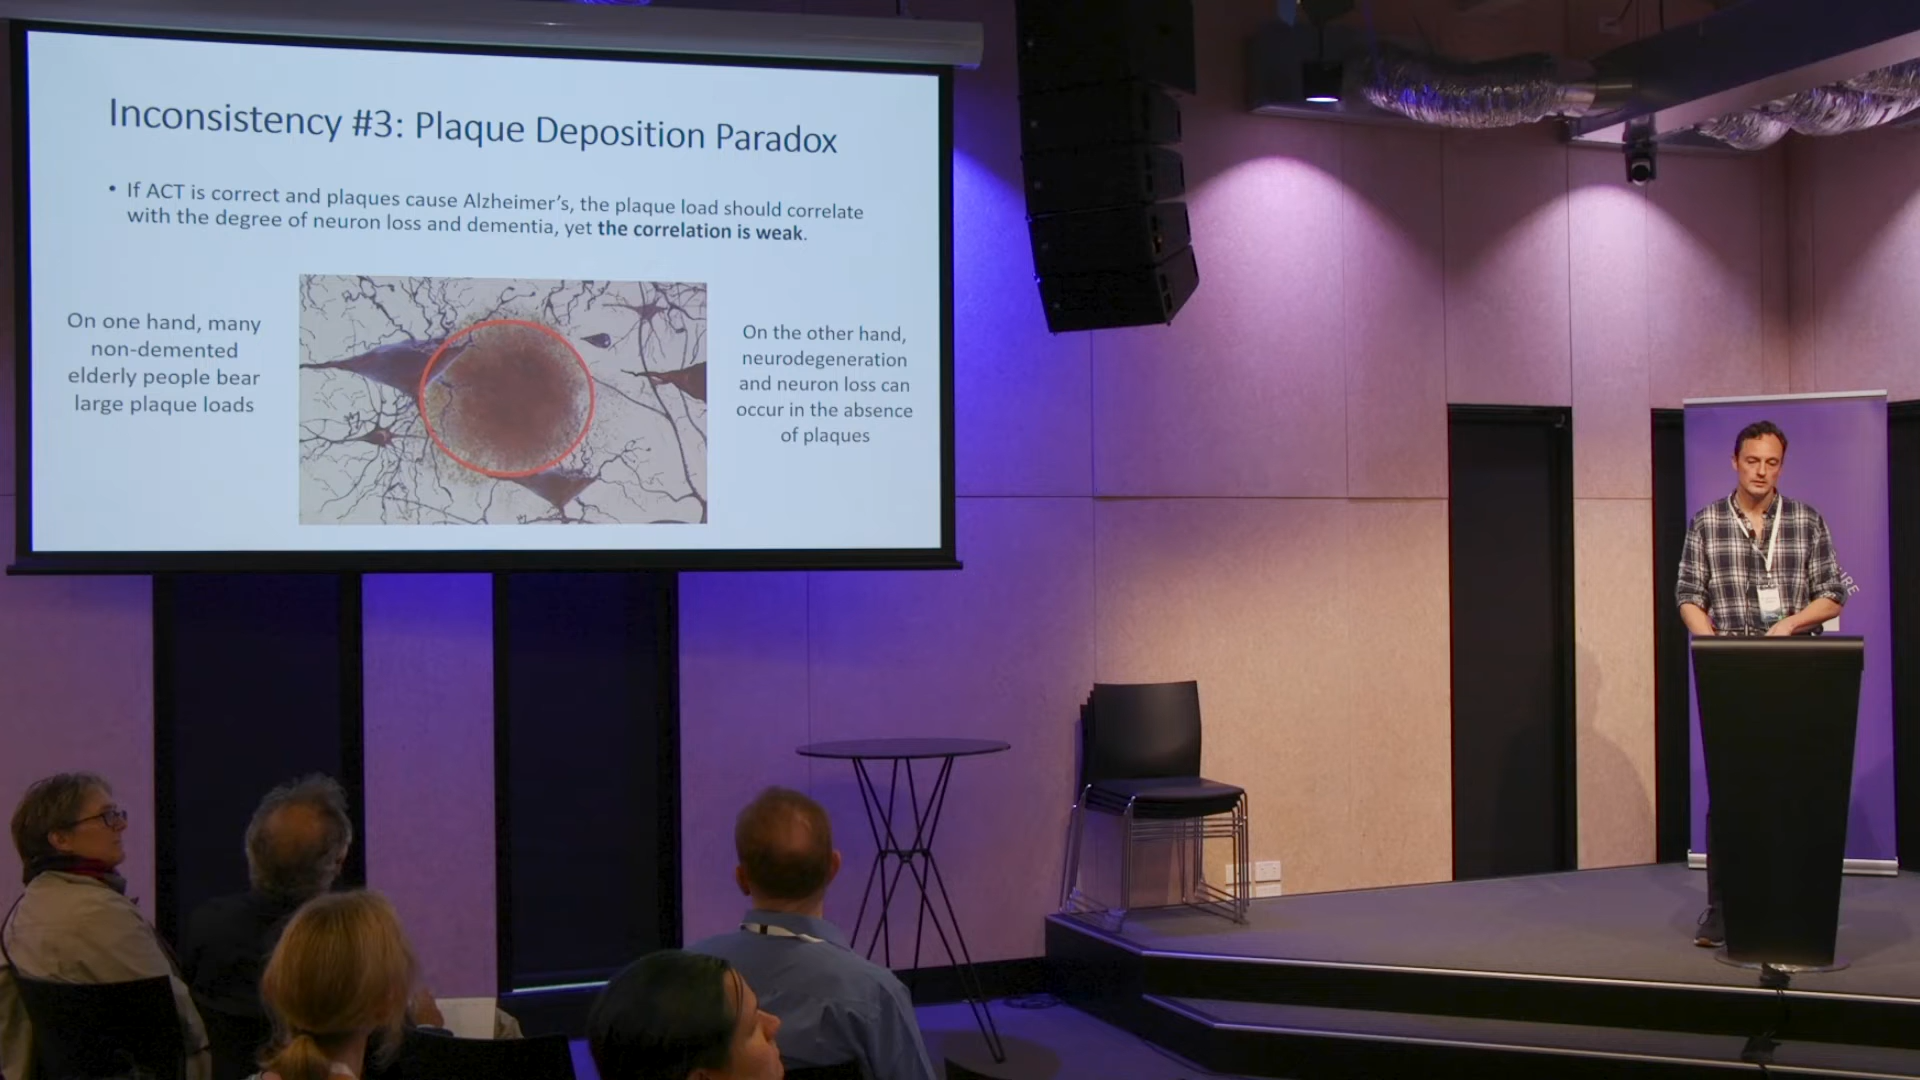 Inconsistency #3: Plaque Deposition Paradox
• If ACT is correct and plaques cause Alzheimer's, the plaque load should correlate
with the degree of neuron loss and dementia, yet the correlation is weak.
On one hand, many
non-demented
elderly people bear
large plaque loads
On the other hand,
neurodegeneration
and neuron loss can
occur in the absence
of plaques